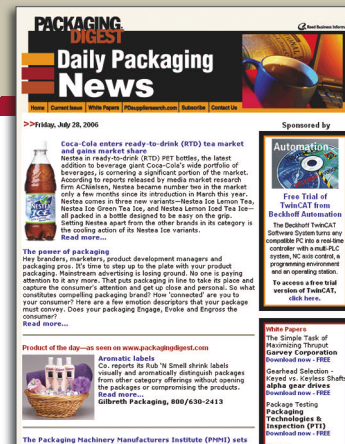 PACKAGING
DIGEST
Reed Business Inform
Daily Packaging
News
Home | Current Issue | White Papers | PDsuppliersearch.com | Subscribe | Contact Us
>>Friday, July 28, 2006
Coca-Cola enters ready-to-drink (RTD) tea market
and gains market share
Nestea in ready-to-drink (RTD) PET bottles, the latest
addition to beverage giant Coca-Cola's wide portfolio of
beverages, is cornering a significant portion of the market.
According to reports released by media market research
firm ACNielsen, Nestea became number two in the market
only a few months since its introduction in March this year.
Nestea comes in three new variants—Nestea Ice Lemon Tea,
Nestea Ice Green Tea Ice, and Nestea Lemon Iced Tea Ice—
all packed in a bottle designed to be easy on the grip.
Setting Nestea apart from the other brands in its category is
the cooling action of its Nestea Ice variants.
Read more...
NESTEA
ICE
The power of packaging
Hey branders, marketers, product development managers and
packaging pros. It's time to step up to the plate with your product
packaging. Mainstream advertising is losing ground. No one is paying
attention to it any more. That puts packaging in line to take its place and
capture the consumer's attention and get up close and personal. So what
constitutes compelling packaging brand? How 'connected' are you to
your consumer? Here are a few emotion descriptors that your package
must convey. Does your packaging Engage, Evoke and Engross the
consumer?
Read more...
Product of the day—as seen on www.packagingdigest.com
Aromatic labels
Co. reports its Rub 'N Smell shrink labels
visually and aromatically distinguish packages
from other category offerings without opening
the packages or compromising the products.
Read more...
Gilbreth Packaging, 800/630-2413
The Packaging Machinery Manufacturers Institute (PMMI) sets
Sponsored by
Automation
Free Trial of
TwinCAT from
Beckhoff Automation
The Beckhoff TwinCAT
Software System turns any
compatible PC into a real-time
controller with a multi-PLC
system, NC axis control, a
programming environment
and an operating station.
To access a free trial
version of TwinCAT,
click here.
White Papers
The Simple Task of
Maximizing Thruput
Garvey Corporation
Download now - FREE
Gearhead Selection -
Keyed vs. Keyless Shafts
alpha gear drives
Download now - FREE
Package Testing
Packaging
Technologies &
Inspection (PTI)
Download now - FREE